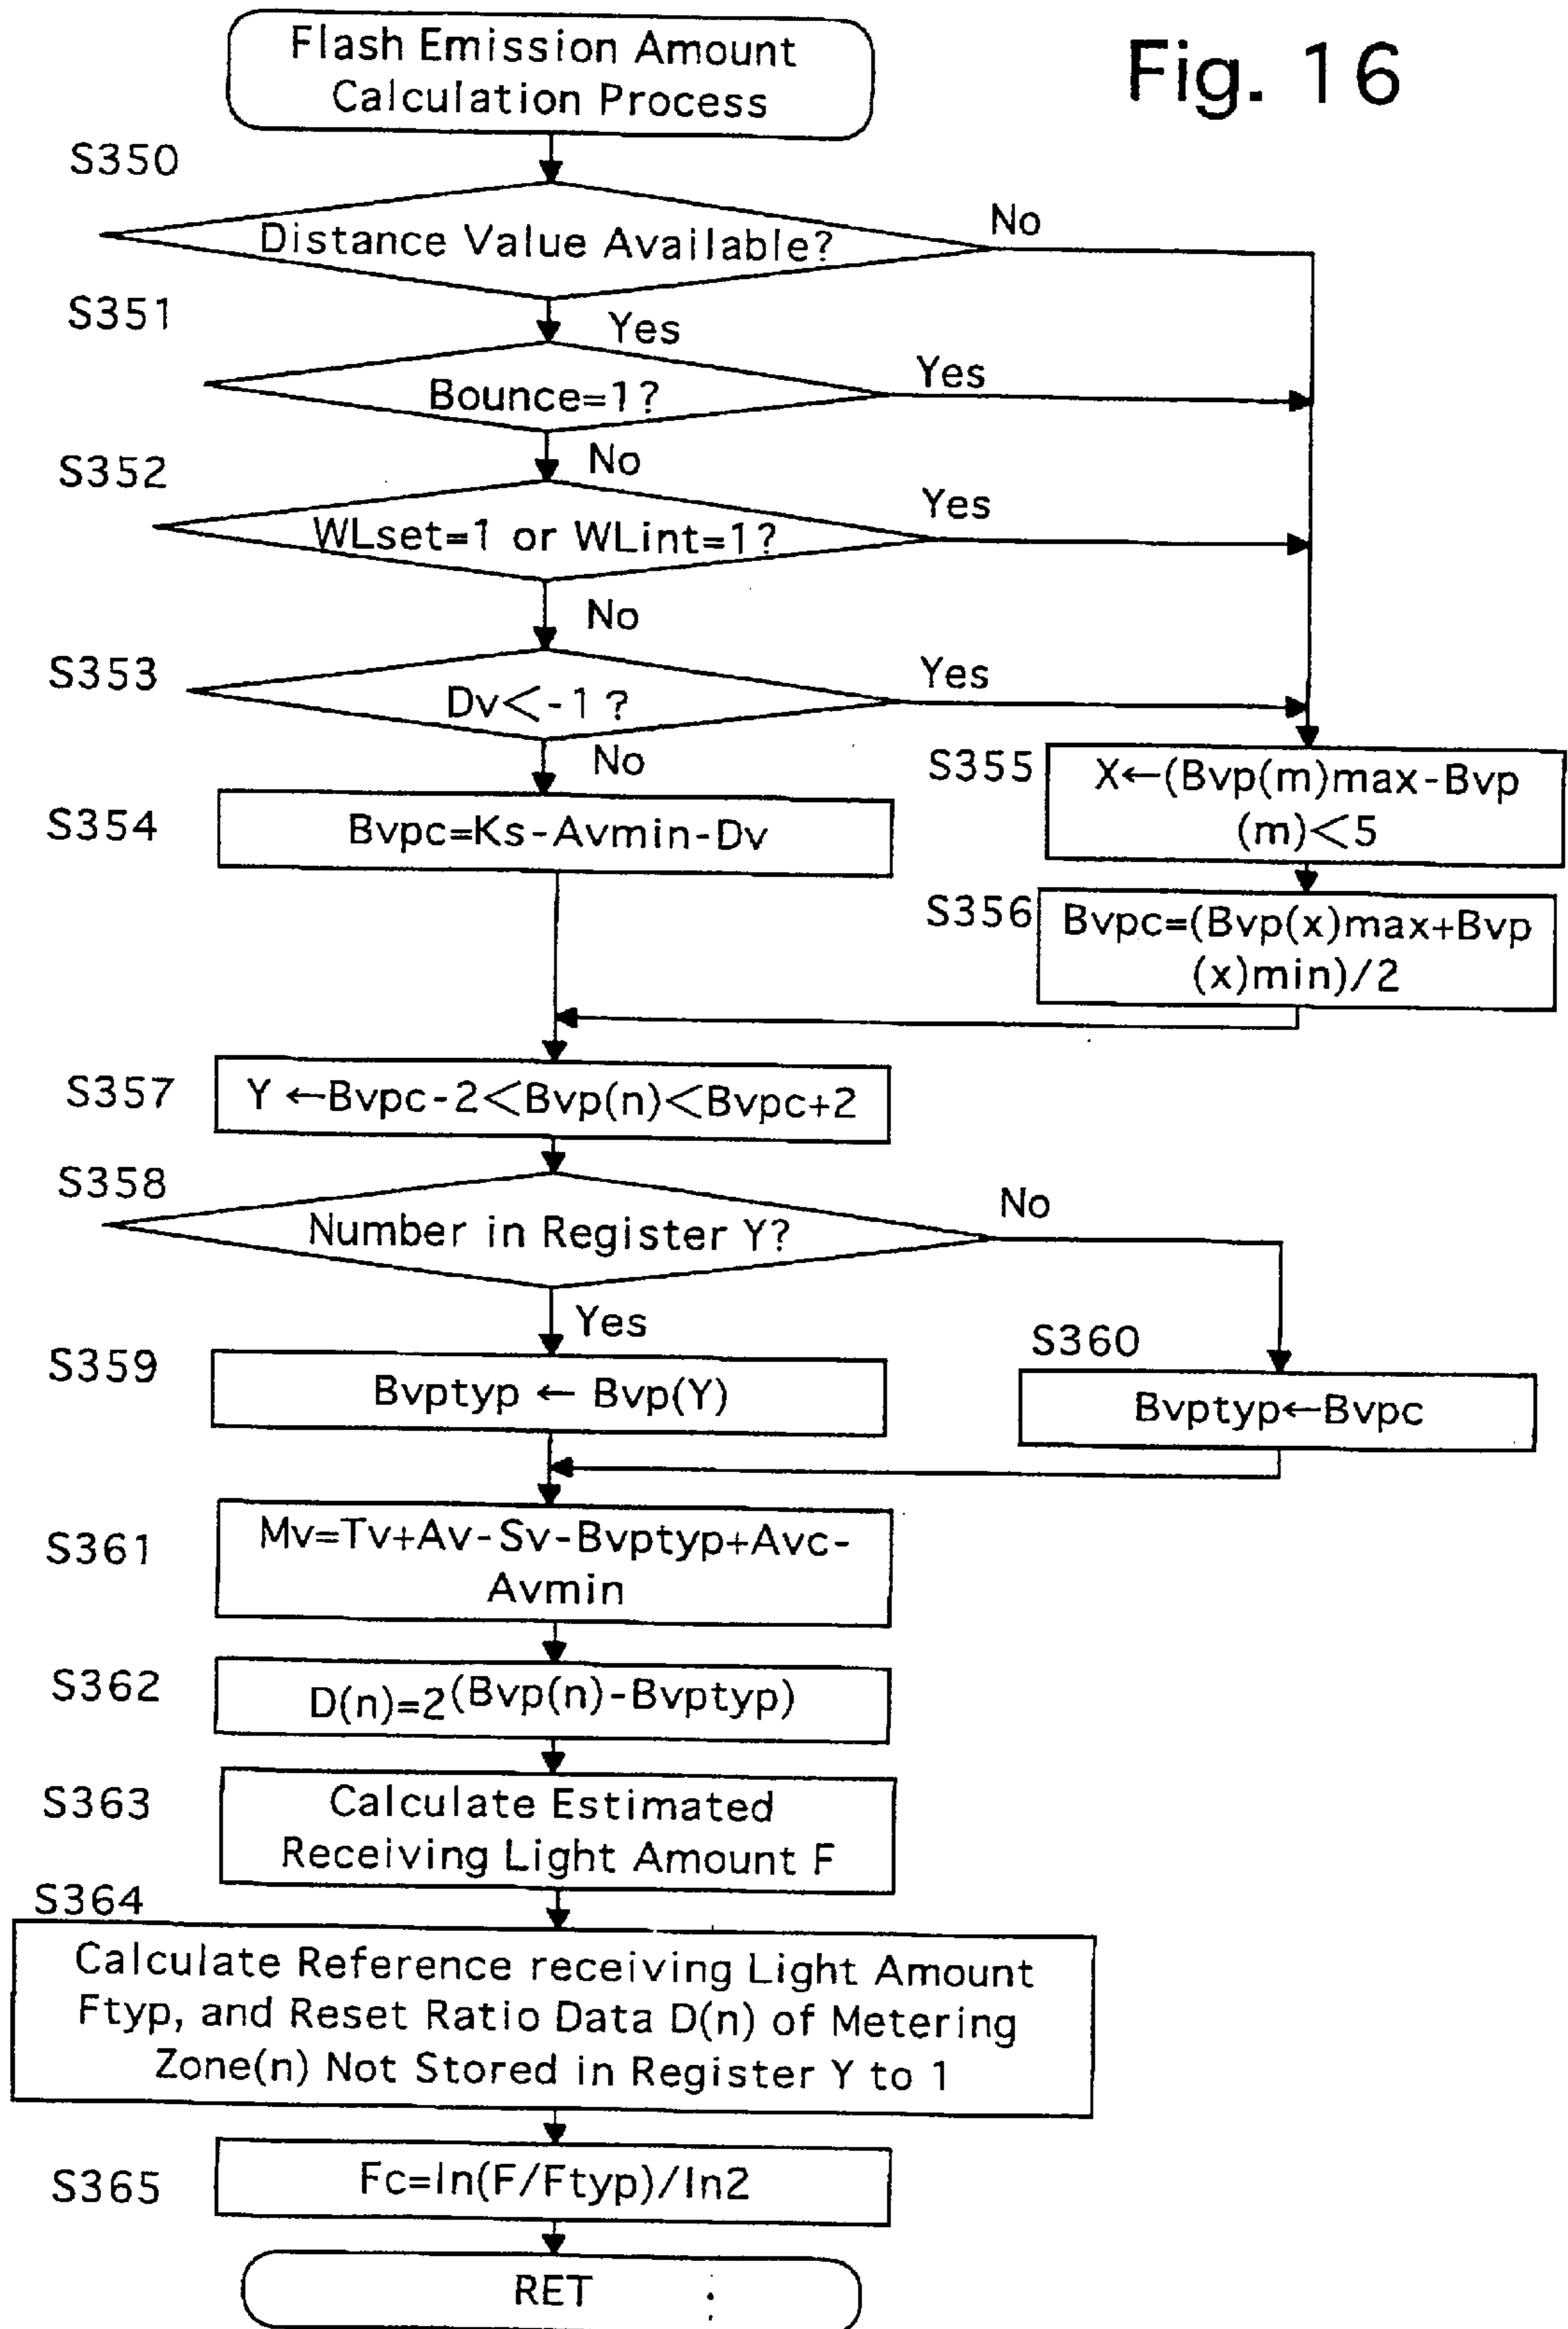 Fig. 16
Flash Emission Amount
Calculation Process
S350
Distance Value Available?
No
S351
Yes
Bounce=1?
Yes
S352
No
WLset=1 or WLint=1?
Yes
No
S353
Dv<-1?
Yes
No
S354
Bvpc=Ks-Avmin-Dv
S355
X←(Bvp(m)max-Bvp
(m)<5
S356
Bvpc=(Bvp(x)max+Bvp
(x)min)/2
S357
Y ←Bvpc-2<Bvp(n)<Bvpc+2
S358
Number in Register Y?
No
Yes
S359
Bvptyp ← Bvp(Y)
S360
Bvptyp←Bvpc
S361
Mv=Tv+Av-Sv-Bvptyp+Avc-
Avmin
S362
D(n)=2(Bvp(n)-Bvptyp)
S363
Calculate Estimated
Receiving Light Amount F
S364
Calculate Reference receiving Light Amount
Ftyp, and Reset Ratio Data D(n) of Metering
Zone(n) Not Stored in Register Y to 1
S365
Fc=ln(F/Ftyp)/ln2
RET